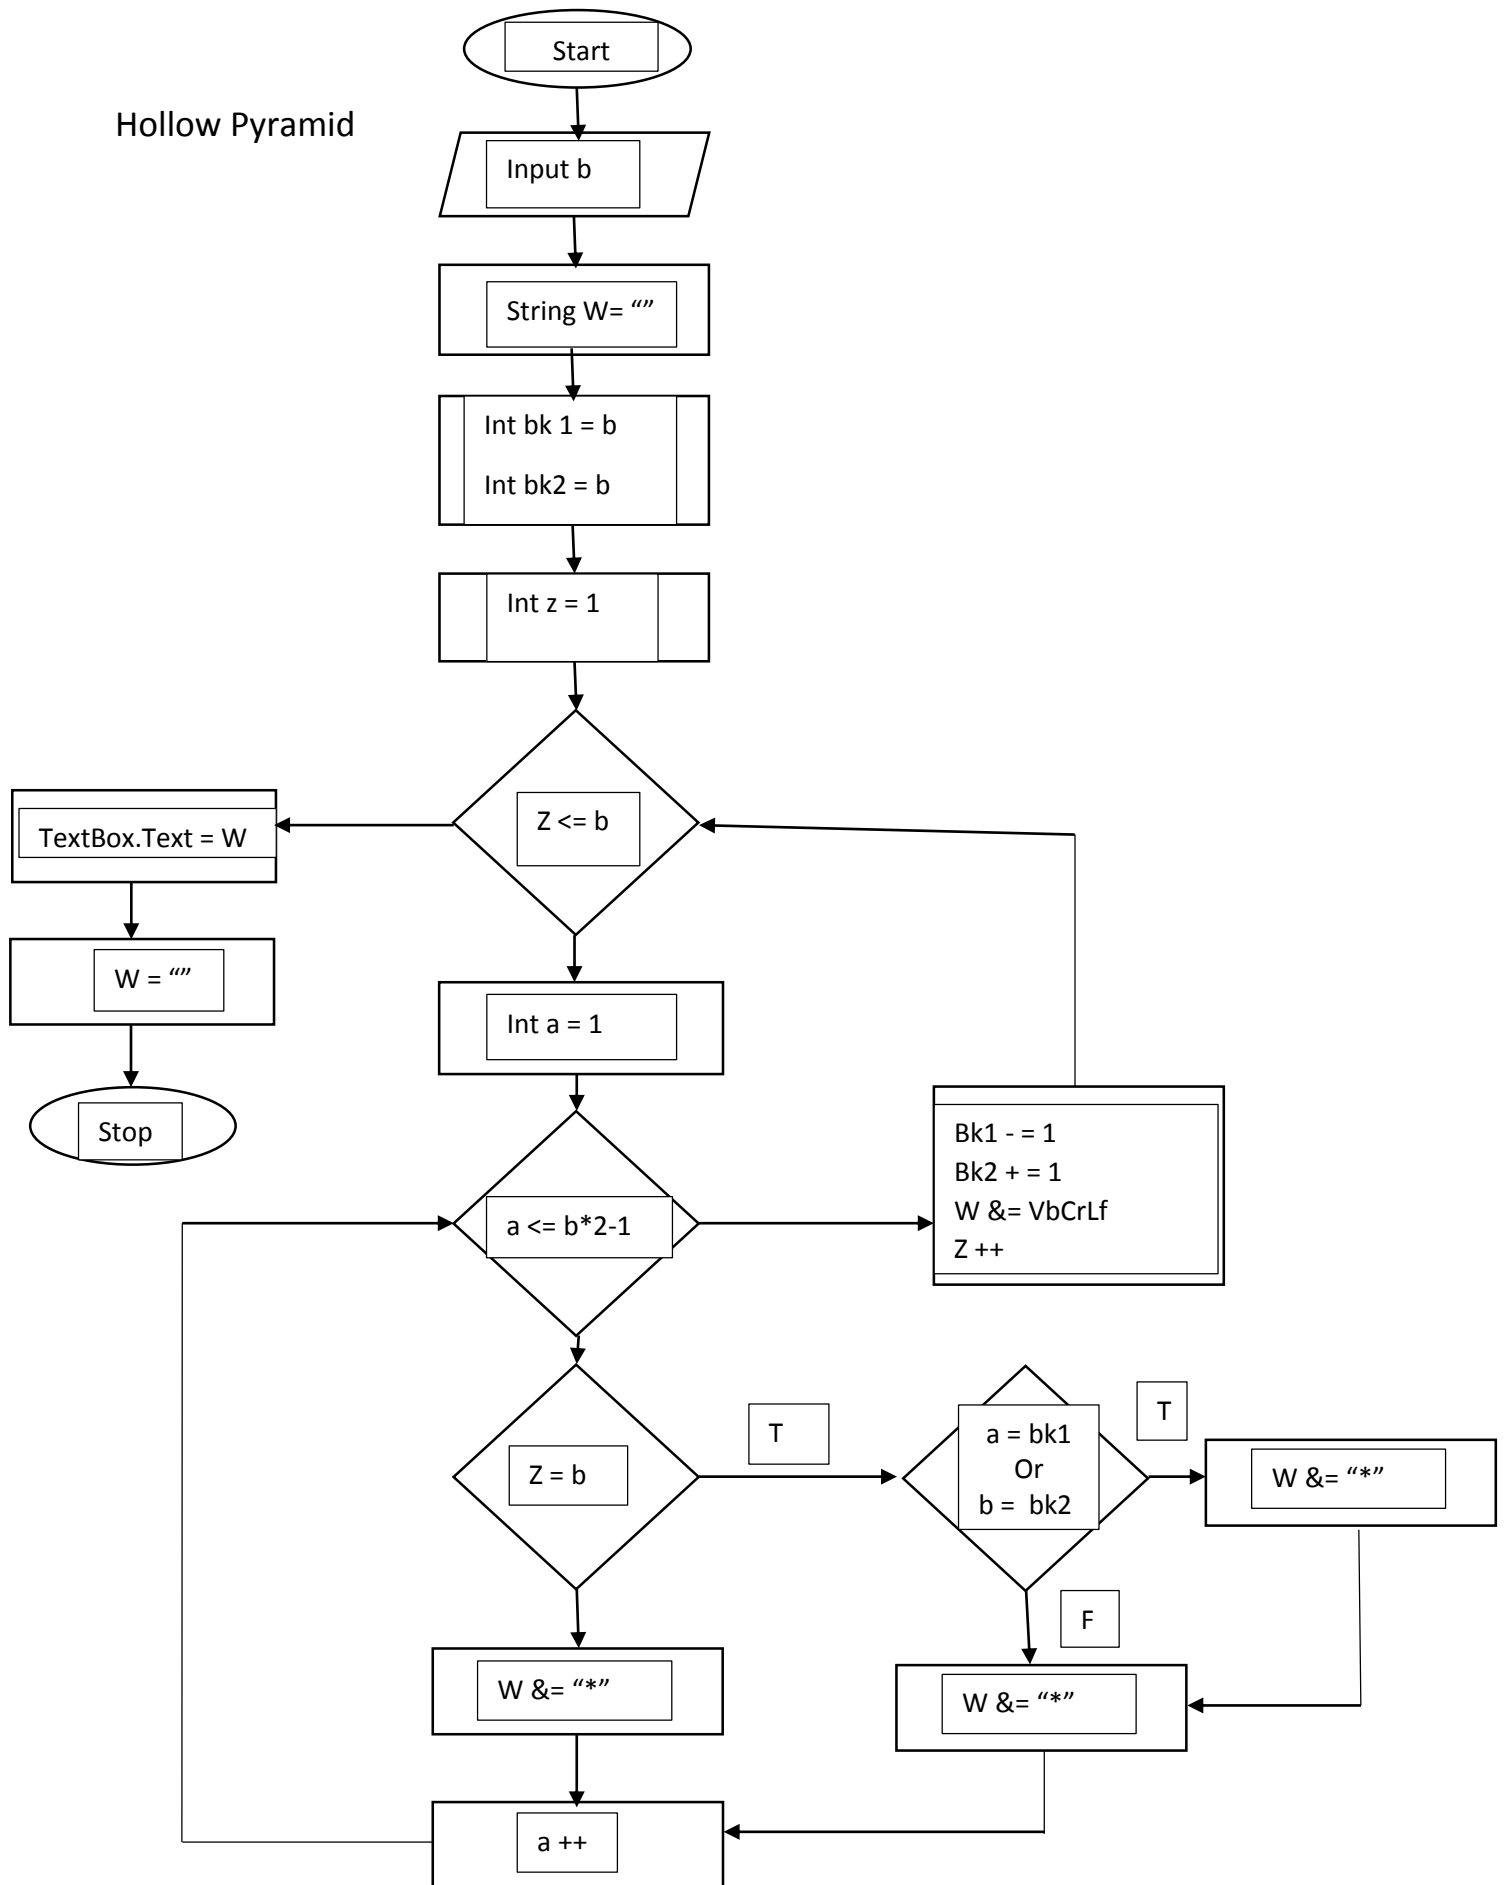 Start
Hollow Pyramid
Input b
String W= “”
Int bk 1 = b
Int bk2 = b
Int z = 1
Z <= b
TextBox.Text = W
W = “”
Stop
Int a = 1
a <= b*2-1
Bk1 - = 1
Bk2 + = 1
W &= VbCrLf
Z ++
Z = b
T
a = bk1
Or
b = bk2
T
W &= “*”
F
W &= “*”
W &= “*”
a ++